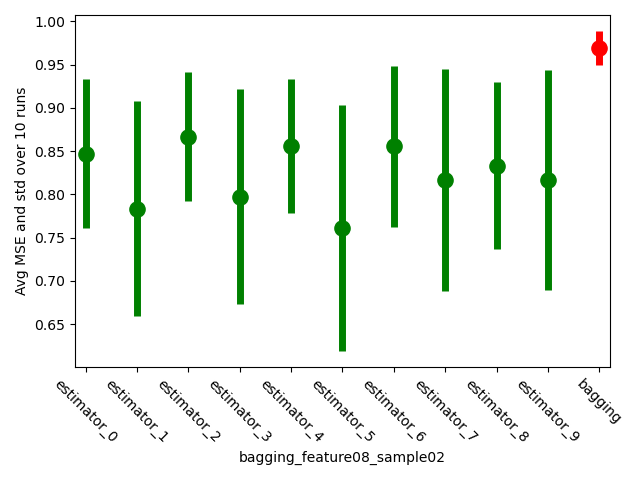 1.00
0.95
0.90
0.85
0.80
0.75
0.70
0.65
Avg MSE and std over 10 runs
estimator_0
estimator_1
estimator_2
estimator_3
estimator_4
estimator_5
estimator_6
estimator_7
estimator_8
estimator_9
bagging
bagging_feature08_sample02